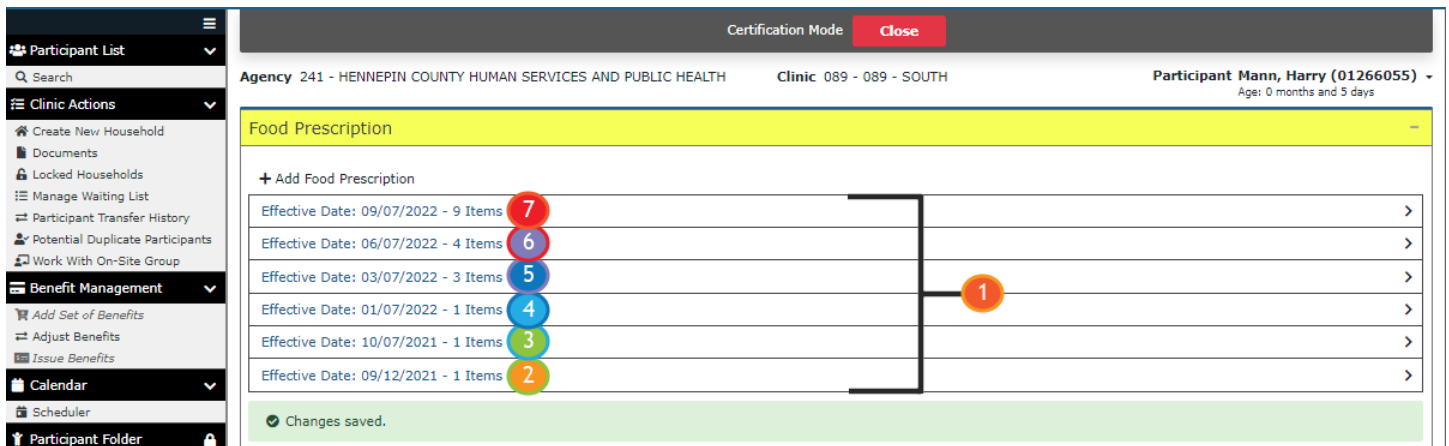 Participant List
Search
Clinic Actions
Create New Household
Documents
Locked Households
Manage Waiting List
Participant Transfer History
Potential Duplicate Participants
Work With On-Site Group
Benefit Management
Add Set of Benefits
Adjust Benefits
Issue Benefits
Calendar
Scheduler
Participant Folder
Certification Mode Close
Agency 241 - HENNEPIN COUNTY HUMAN SERVICES AND PUBLIC HEALTH Clinic 089 - 089 - SOUTH Participant Mann, Harry (01266055)
Age: 0 months and 5 days
Food Prescription
+ Add Food Prescription
Effective Date: 09/07/2022 - 9 Items 7
Effective Date: 06/07/2022 - 4 Items 6
Effective Date: 03/07/2022 - 3 Items 5
1
Effective Date: 01/07/2022 - 1 Items 4
Effective Date: 10/07/2021 - 1 Items 3
Effective Date: 09/12/2021 - 1 Items 2
Changes saved.